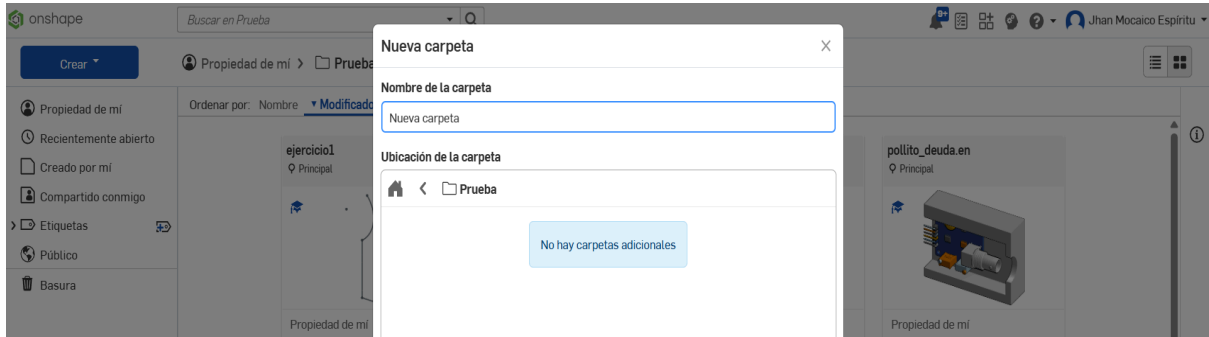 onshape
Buscar en Prueba
9+
Jhan Mocaico Espíritu
Crear
Propiedad de mí > Prueba
Nueva carpeta
Nombre de la carpeta
Nueva carpeta
Ubicación de la carpeta
Prueba
No hay carpetas adicionales
Propiedad de mí
Recientemente abierto
Creado por mí
Compartido conmigo
Etiquetas
Público
Basura
Ordenar por: Nombre Modificado
ejercicio1
Principal
Propiedad de mí
pollito_deuda.en
Principal
Propiedad de mí